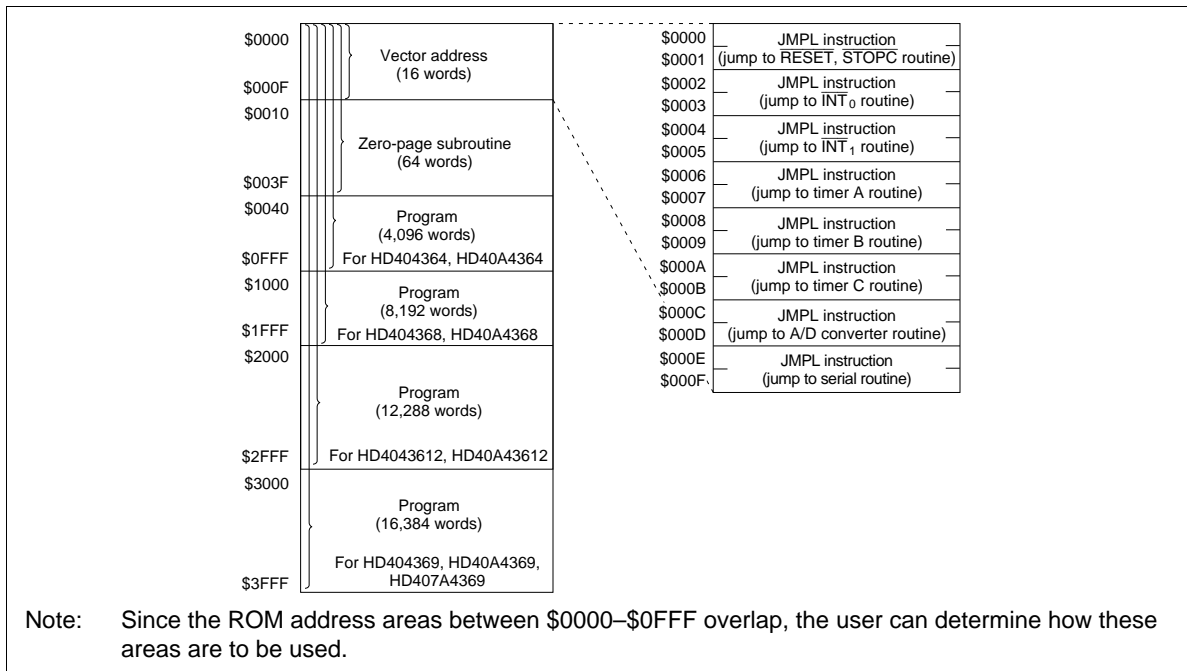 $0000
Vector address
(16 words)
$000F
$0010
Zero-page subroutine
(64 words)
$003F
$0040
Program
(4,096 words)
$0FFF
For HD404364, HD40A4364
$1000
Program
(8,192 words)
$1FFF
For HD404368, HD40A4368
$2000
Program
(12,288 words)
$2FFF
For HD4043612, HD40A43612
$3000
Program
(16,384 words)
For HD404369, HD40A4369,
HD407A4369
$3FFF
$0000
JMPL instruction
$0001
(jump to RESET, STOPC routine)
$0002
JMPL instruction
$0003
(jump to INT0 routine)
$0004
JMPL instruction
$0005
(jump to INT1 routine)
$0006
JMPL instruction
$0007
(jump to timer A routine)
$0008
JMPL instruction
$0009
(jump to timer B routine)
$000A
JMPL instruction
$000B
(jump to timer C routine)
$000C
JMPL instruction
$000D
(jump to A/D converter routine)
$000E
JMPL instruction
$000F
(jump to serial routine)
Note: Since the ROM address areas between $0000–$0FFF overlap, the user can determine how these
areas are to be used.